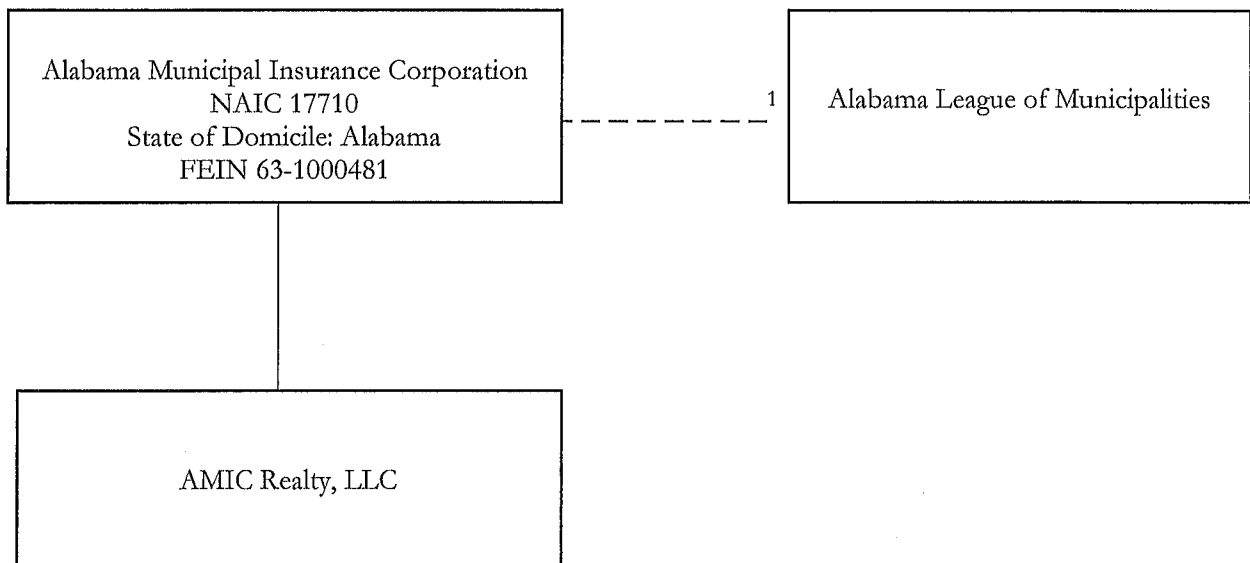 Alabama Municipal Insurance Corporation
NAIC 17710
State of Domicile: Alabama
FEIN 63-1000481
1
Alabama League of Municipalities
AMIC Realty, LLC